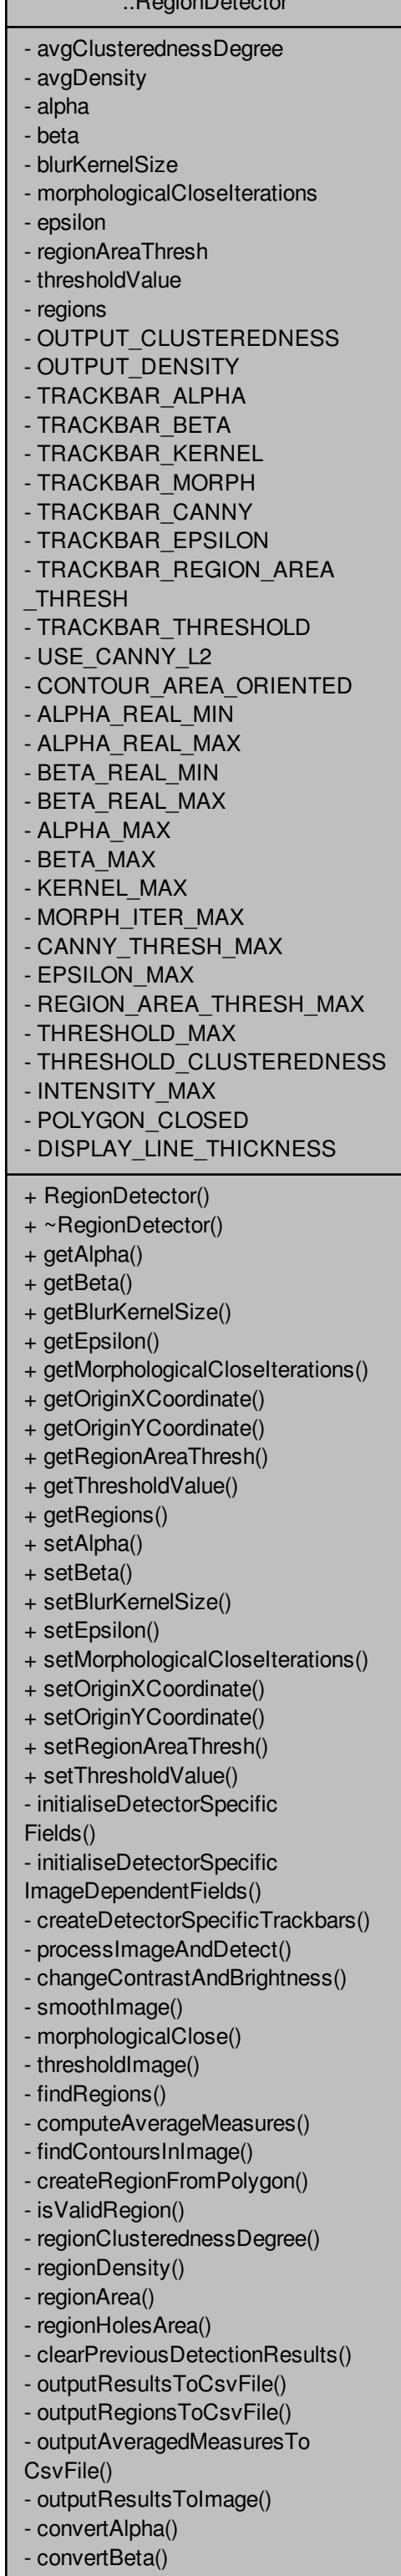 ::RegionDetector
- avgClusterednessDegree
- avgDensity
- alpha
- beta
- blurKernelSize
- morphologicalCloseIterations
- epsilon
- regionAreaThresh
- thresholdValue
- regions
- OUTPUT_CLUSTEREDNESS
- OUTPUT_DENSITY
- TRACKBAR_ALPHA
- TRACKBAR_BETA
- TRACKBAR_KERNEL
- TRACKBAR_MORPH
- TRACKBAR_CANNY
- TRACKBAR_EPSILON
- TRACKBAR_REGION_AREA
_THRESH
- TRACKBAR_THRESHOLD
- USE_CANNY_L2
- CONTOUR_AREA_ORIENTED
- ALPHA_REAL_MIN
- ALPHA_REAL_MAX
- BETA_REAL_MIN
- BETA_REAL_MAX
- ALPHA_MAX
- BETA_MAX
- KERNEL_MAX
- MORPH_ITER_MAX
- CANNY_THRESH_MAX
- EPSILON_MAX
- REGION_AREA_THRESH_MAX
- THRESHOLD_MAX
- THRESHOLD_CLUSTEREDNESS
- INTENSITY_MAX
- POLYGON_CLOSED
- DISPLAY_LINE_THICKNESS
+ RegionDetector()
+ ~RegionDetector()
+ getAlpha()
+ getBeta()
+ getBlurKernelSize()
+ getEpsilon()
+ getMorphologicalCloseIterations()
+ getOriginXCoordinate()
+ getOriginYCoordinate()
+ getRegionAreaThresh()
+ getThresholdValue()
+ getRegions()
+ setAlpha()
+ setBeta()
+ setBlurKernelSize()
+ setEpsilon()
+ setMorphologicalCloseIterations()
+ setOriginXCoordinate()
+ setOriginYCoordinate()
+ setRegionAreaThresh()
+ setThresholdValue()
- initialiseDetectorSpecific
Fields()
- initialiseDetectorSpecific
ImageDependentFields()
- createDetectorSpecificTrackbars()
- processImageAndDetect()
- changeContrastAndBrightness()
- smoothImage()
- morphologicalClose()
- thresholdImage()
- findRegions()
- computeAverageMeasures()
- findContoursInImage()
- createRegionFromPolygon()
- isValidRegion()
- regionClusterednessDegree()
- regionDensity()
- regionArea()
- regionHolesArea()
- clearPreviousDetectionResults()
- outputResultsToCsvFile()
- outputRegionsToCsvFile()
- outputAveragedMeasuresTo
CsvFile()
- outputResultsToImage()
- convertAlpha()
- convertBeta()